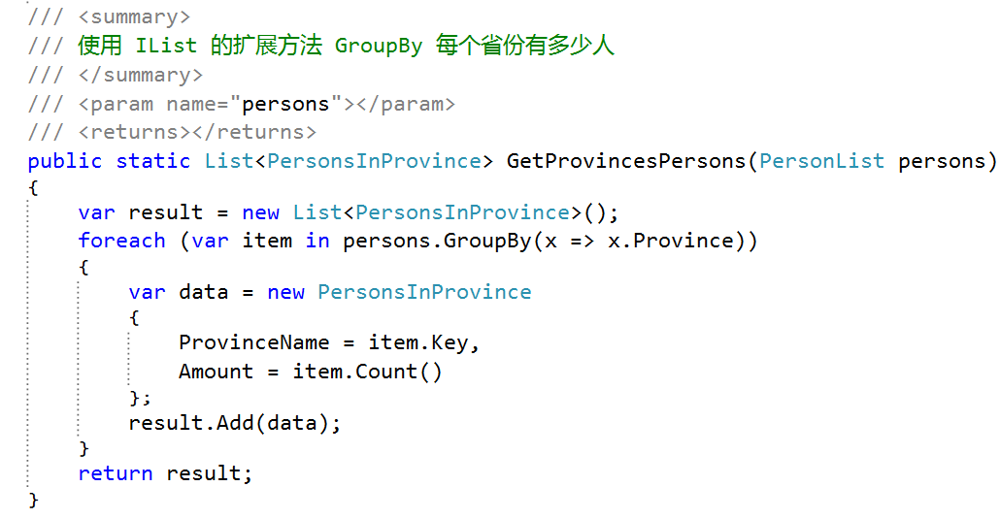 /// <summary>
/// 使用 IList 的扩展方法 GroupBy 每个省份有多少人
/// </summary>
/// <param name="persons"></param>
/// <returns></returns>
public static List<PersonsInProvince> GetProvincesPersons(PersonList persons)
{
    var result = new List<PersonsInProvince>();
    foreach (var item in persons.GroupBy(x => x.Province))
    {
        var data = new PersonsInProvince
        {
            ProvinceName = item.Key,
            Amount = item.Count()
        };
        result.Add(data);
    }
    return result;
}